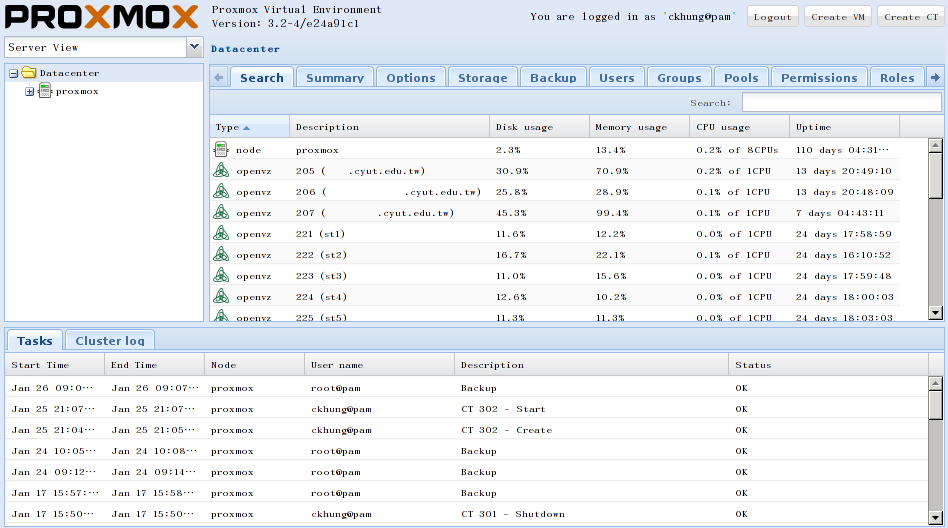 PROXMOX
Proxmox Virtual Environment
Version: 3.2-4/e24a91c1
You are logged in as 'ckhung@pam' Logout Create VM Create CT
Server View
Datacenter
Datacenter
proxmox
Search Summary Options Storage Backup Users Groups Pools Permissions Roles
Search:
Type Description Disk usage Memory usage CPU usage Uptime
node proxmox 2.3% 13.4% 0.2% of 8CPUs 110 days 04:31…
openvz 205 ( .cyut.edu.tw) 30.9% 70.9% 0.2% of 1CPU 13 days 20:49:10
openvz 206 ( .cyut.edu.tw) 25.8% 28.9% 0.1% of 1CPU 13 days 20:48:09
openvz 207 ( .cyut.edu.tw) 45.3% 99.4% 0.1% of 1CPU 7 days 04:43:11
openvz 221 (st1) 11.6% 12.2% 0.0% of 1CPU 24 days 17:58:59
openvz 222 (st2) 16.7% 22.1% 0.1% of 1CPU 24 days 16:10:52
openvz 223 (st3) 11.0% 15.6% 0.0% of 1CPU 24 days 17:59:48
openvz 224 (st4) 12.6% 10.2% 0.0% of 1CPU 24 days 18:00:03
openvz 225 (st5) 11.3% 11.3% 0.0% of 1CPU 24 days 18:03:03
Tasks Cluster log
Start Time End Time Node User name Description Status
Jan 26 09:0… Jan 26 09:07… proxmox root@pam Backup OK
Jan 25 21:07… Jan 25 21:07… proxmox ckhung@pam CT 302 - Start OK
Jan 25 21:04… Jan 25 21:05… proxmox ckhung@pam CT 302 - Create OK
Jan 24 10:05… Jan 24 10:08… proxmox root@pam Backup OK
Jan 24 09:12… Jan 24 09:14… proxmox root@pam Backup OK
Jan 17 15:57:… Jan 17 15:58… proxmox root@pam Backup OK
Jan 17 15:50… Jan 17 15:50… proxmox ckhung@pam CT 301 - Shutdown OK